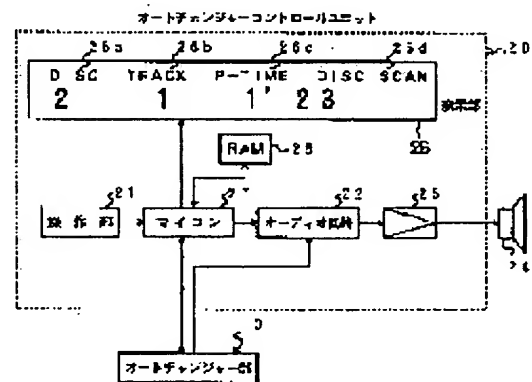 オートチェンジャーコントロールユニット
26a 26b 26c 26d 20
DISC TRACK P-TIME DISC SCAN
2 1 1' 23
表示部
26
RAM 28
21 22 25
操作部 マイコン オーディオ回路
24
オートチェンジャー部